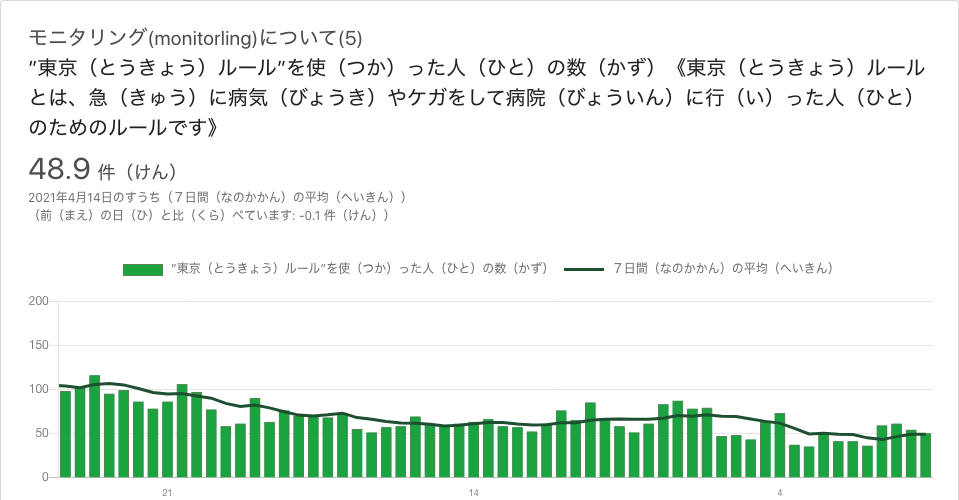 モニタリング(monitorling)について(5)
”東京（とうきょう）ルール”を使（つか）った人（ひと）の数（かず）《東京（とうきょう）ルール
とは、急（きゅう）に病気（びょうき）やケガをして病院（びょういん）に行（い）った人（ひと）
のためのルールです》
48.9 件（けん）
2021年4月14日のすうち（７日間（なのかかん）の平均（へいきん））
（前（まえ）の日（ひ）と比（くら）べています: -0.1 件（けん））
”東京（とうきょう）ルール”を使（つか）った人（ひと）の数（かず） ７日間（なのかかん）の平均（へいきん）
200
150
100
50
0
21 14 4